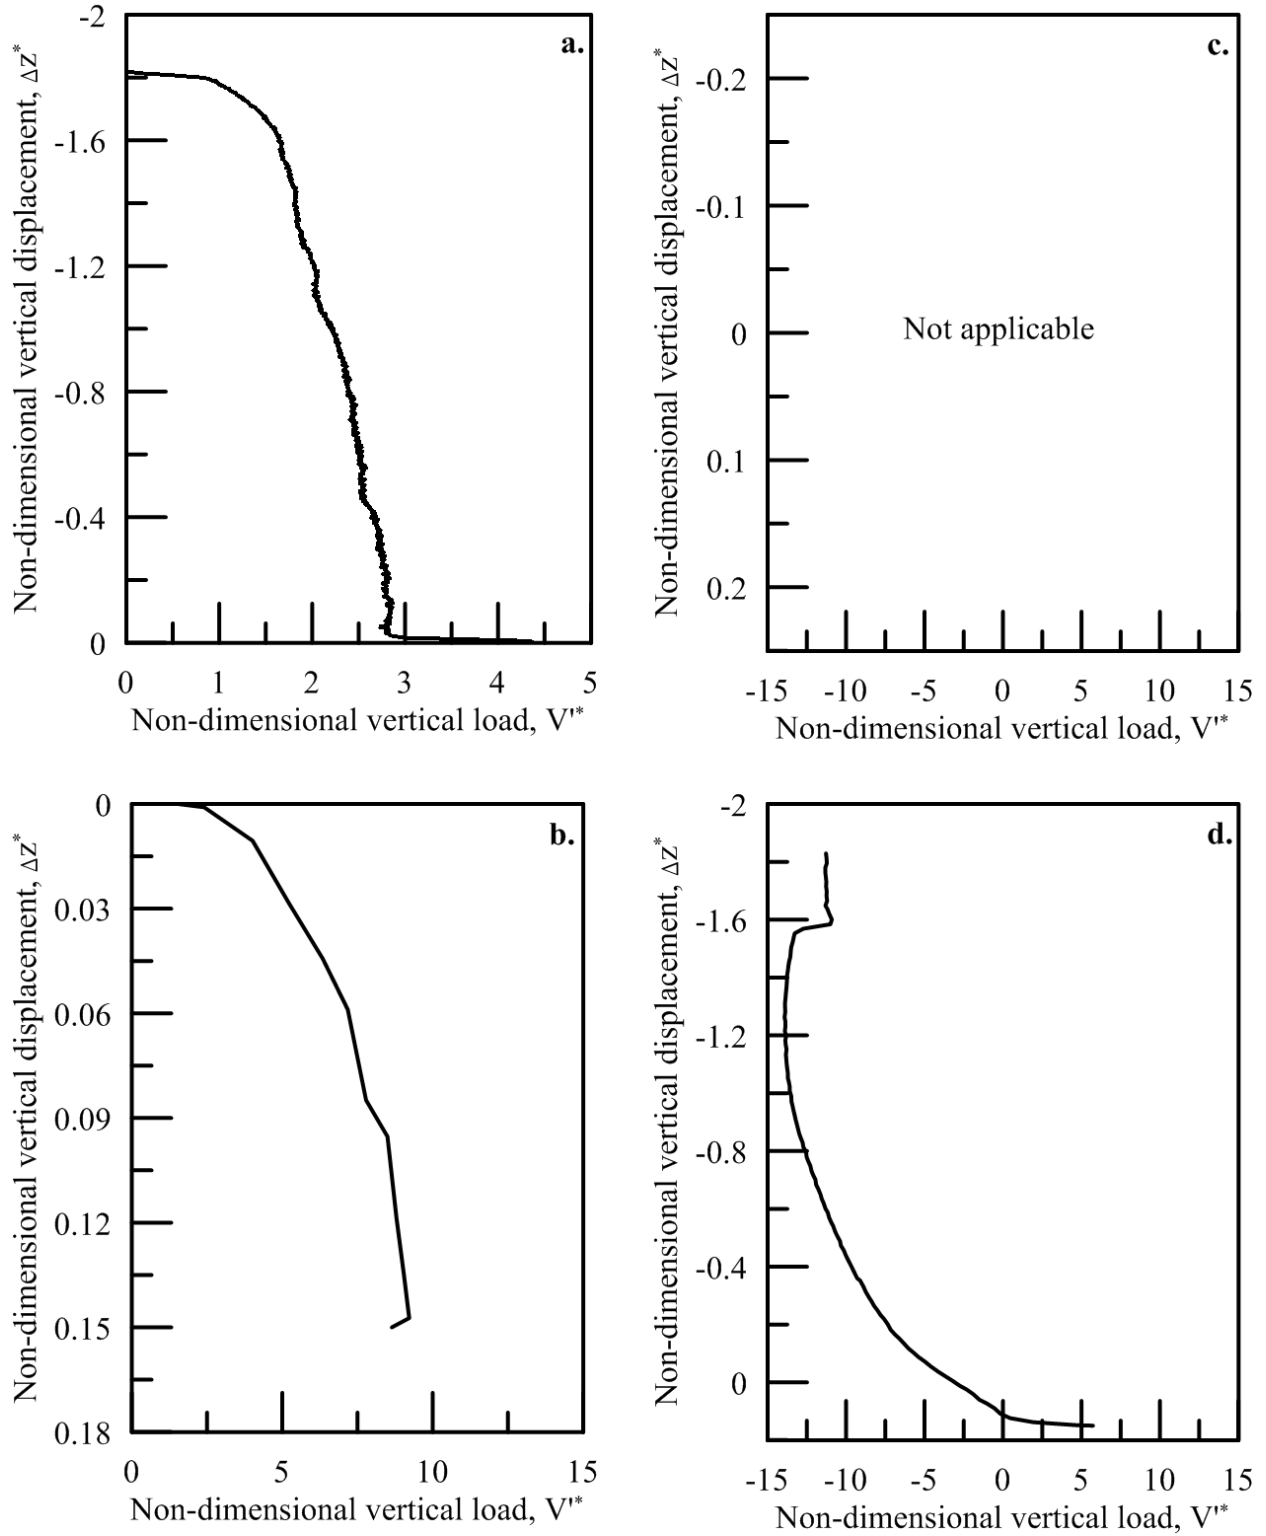 a.
Non-dimensional vertical displacement, Δz*
-2
-1.6
-1.2
-0.8
-0.4
0
0 1 2 3 4 5
Non-dimensional vertical load, V'*
c.
Non-dimensional vertical displacement, Δz*
-0.2
-0.1
0
0.1
0.2
Not applicable
-15 -10 -5 0 5 10 15
Non-dimensional vertical load, V'*
b.
Non-dimensional vertical displacement, Δz*
0
0.03
0.06
0.09
0.12
0.15
0.18
0 5 10 15
Non-dimensional vertical load, V'*
d.
Non-dimensional vertical displacement, Δz*
-2
-1.6
-1.2
-0.8
-0.4
0
-15 -10 -5 0 5 10 15
Non-dimensional vertical load, V'*